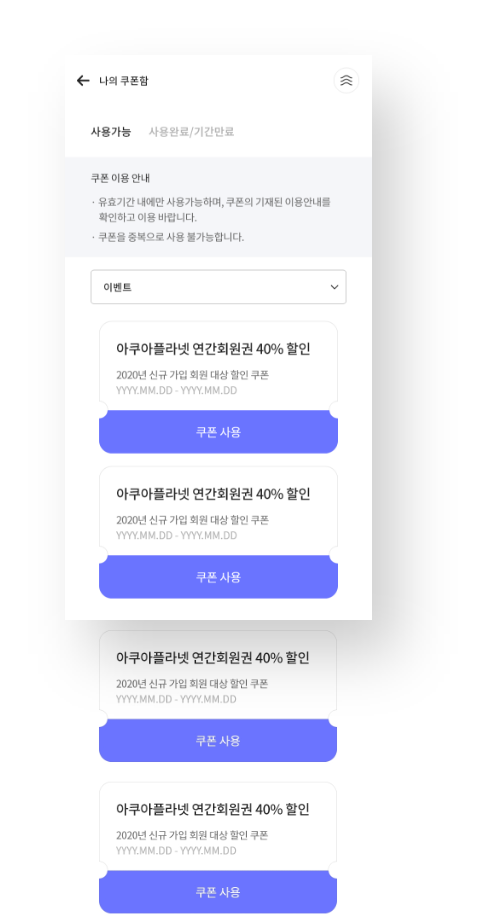 나의 쿠폰함
사용가능 사용완료/기간만료
쿠폰 이용 안내
· 유효기간 내에만 사용가능하며, 쿠폰의 기재된 이용안내를
확인하고 이용 바랍니다.
· 쿠폰을 중복으로 사용 불가능합니다.
이벤트
아쿠아플라넷 연간회원권 40% 할인
2020년 신규 가입 회원 대상 할인 쿠폰
YYYY.MM.DD - YYYY.MM.DD
쿠폰 사용
아쿠아플라넷 연간회원권 40% 할인
2020년 신규 가입 회원 대상 할인 쿠폰
YYYY.MM.DD - YYYY.MM.DD
쿠폰 사용
아쿠아플라넷 연간회원권 40% 할인
2020년 신규 가입 회원 대상 할인 쿠폰
YYYY.MM.DD - YYYY.MM.DD
쿠폰 사용
아쿠아플라넷 연간회원권 40% 할인
2020년 신규 가입 회원 대상 할인 쿠폰
YYYY.MM.DD - YYYY.MM.DD
쿠폰 사용